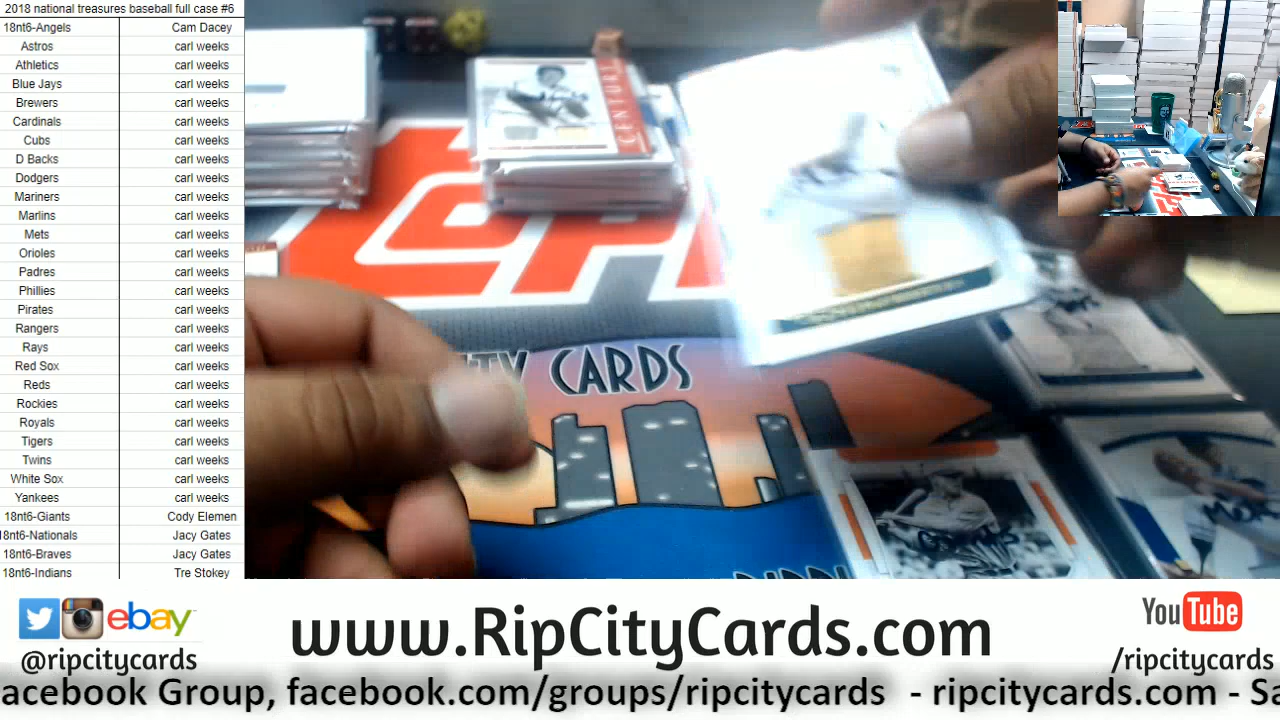 2018 national treasures baseball full case #6
18nt6-Angels Cam Dacey
Astros carl weeks
Athletics carl weeks
Blue Jays carl weeks
Brewers carl weeks
Cardinals carl weeks
Cubs carl weeks
D Backs carl weeks
Dodgers carl weeks
Mariners carl weeks
Marlins carl weeks
Mets carl weeks
Orioles carl weeks
Padres carl weeks
Phillies carl weeks
Pirates carl weeks
Rangers carl weeks
Rays carl weeks
Red Sox carl weeks
Reds carl weeks
Rockies carl weeks
Royals carl weeks
Tigers carl weeks
Twins carl weeks
White Sox carl weeks
Yankees carl weeks
18nt6-Giants Cody Elemen
18nt6-Nationals Jacy Gates
18nt6-Braves Jacy Gates
18nt6-Indians Tre Stokey
CENTURY
CARDS
ebay
@ripcitycards
www.RipCityCards.com
YouTube
/ripcitycards
acebook Group, facebook.com/groups/ripcitycards - ripcitycards.com - Sa